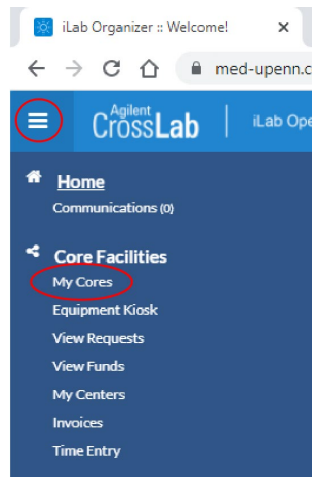 iLab Organizer :: Welcome!
med-upenn.c
Agilent
CrossLab
iLab Ope
Home
Communications (0)
Core Facilities
My Cores
Equipment Kiosk
View Requests
View Funds
My Centers
Invoices
Time Entry